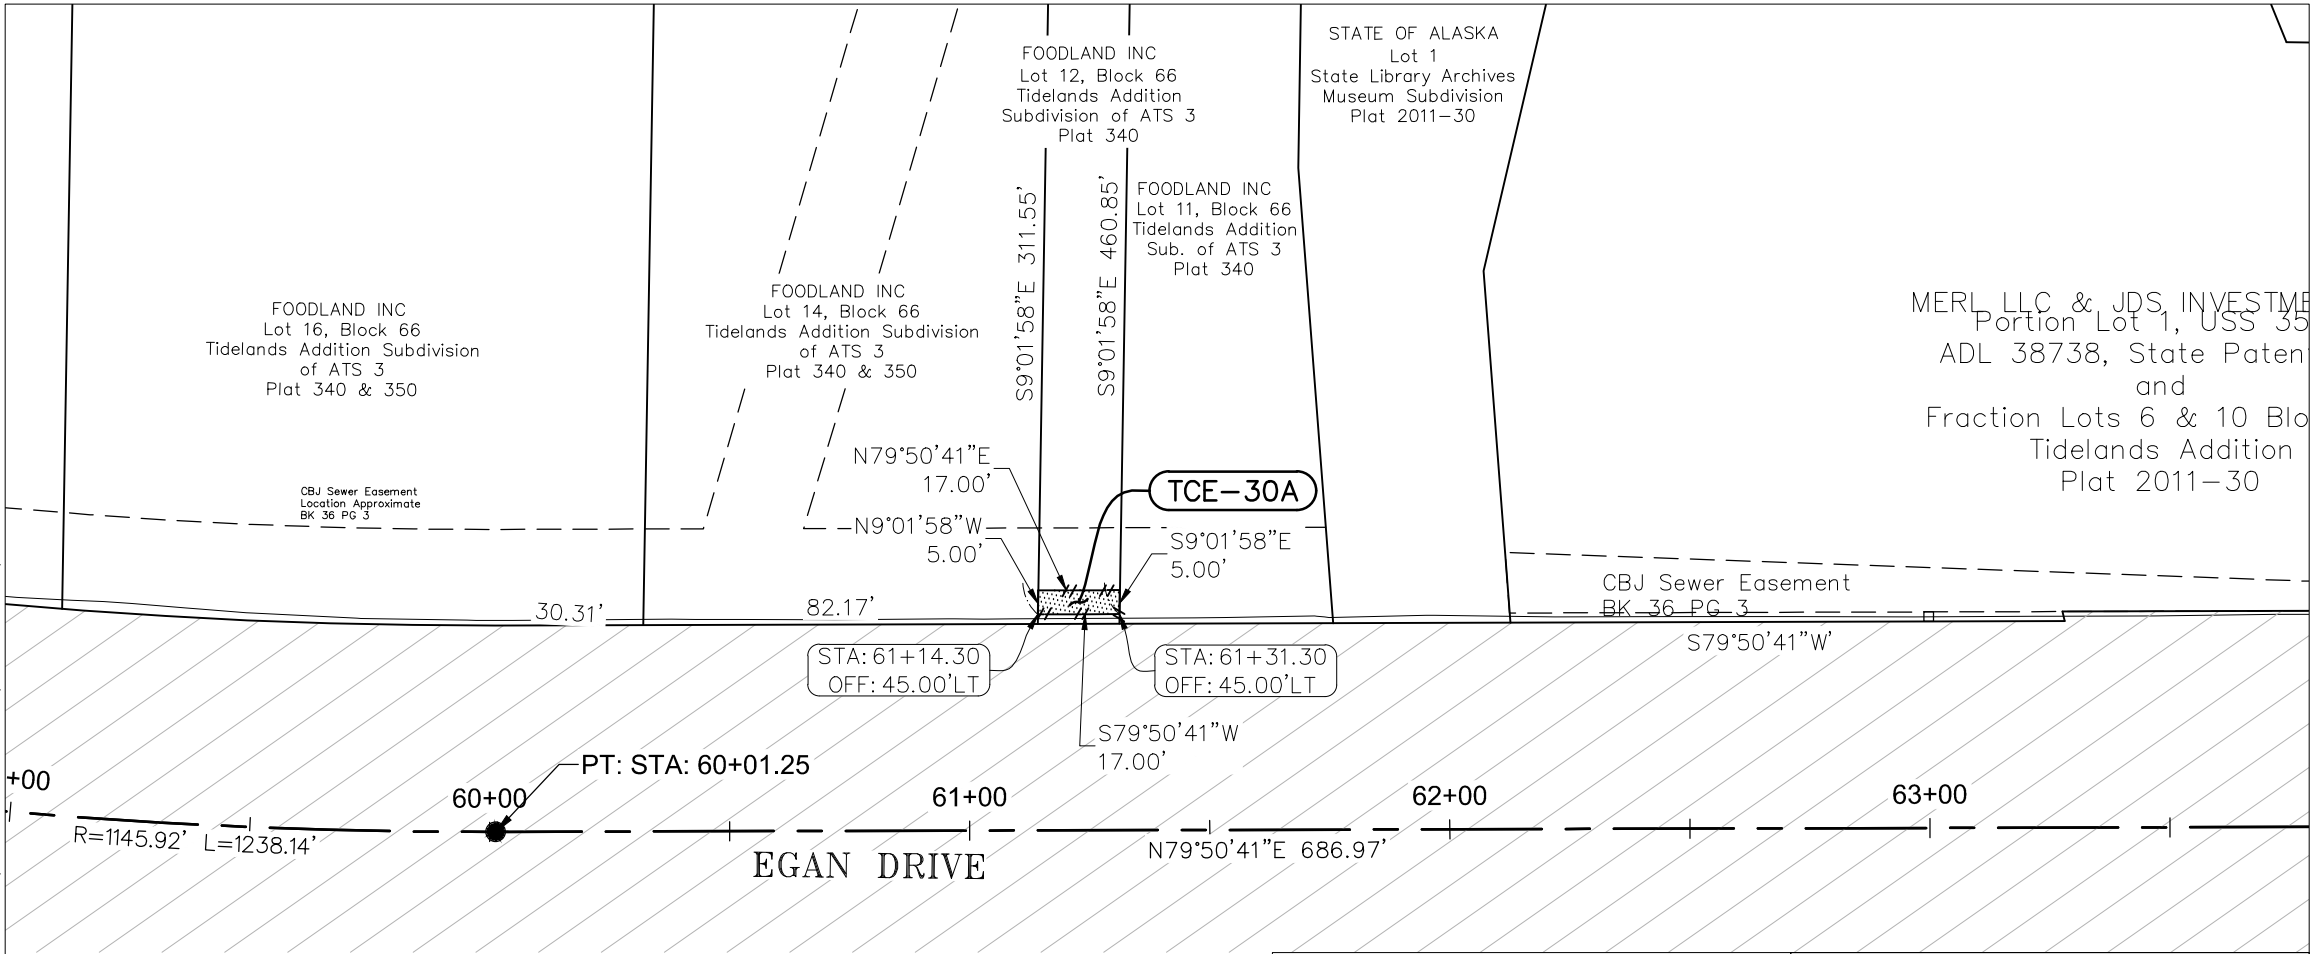 FOODLAND INC
Lot 12, Block 66
Tidelands Addition
Subdivision of ATS 3
Plat 340
STATE OF ALASKA
Lot 1
State Library Archives
Museum Subdivision
Plat 2011-30
S9°01'58"E 311.55'
S9°01'58"E 460.85'
FOODLAND INC
Lot 11, Block 66
Tidelands Addition
Sub. of ATS 3
Plat 340
FOODLAND INC
Lot 16, Block 66
Tidelands Addition Subdivision
of ATS 3
Plat 340 & 350
FOODLAND INC
Lot 14, Block 66
Tidelands Addition Subdivision
of ATS 3
Plat 340 & 350
MERL LLC & JDS
Portion Lot 1, USS
ADL 38738, State
and
Fraction Lots 6 & 10
Tidelands Addition
Plat 2011-30
CBJ Sewer Easement
Location Approximate
BK 36 PG 3
N79°50'41"E
17.00'
TCE-30A
N9°01'58"W
5.00'
S9°01'58"E
5.00'
CBJ Sewer Easement
BK 36 PG 3
30.31'
82.17'
S79°50'41"W'
STA: 61+14.30
OFF: 45.00'LT
STA: 61+31.30
OFF: 45.00'LT
S79°50'41"W
17.00'
PT: STA: 60+01.25
+00
60+00
61+00
62+00
63+00
R=1145.92' L=1238.14'
EGAN DRIVE
N79°50'41"E 686.97'